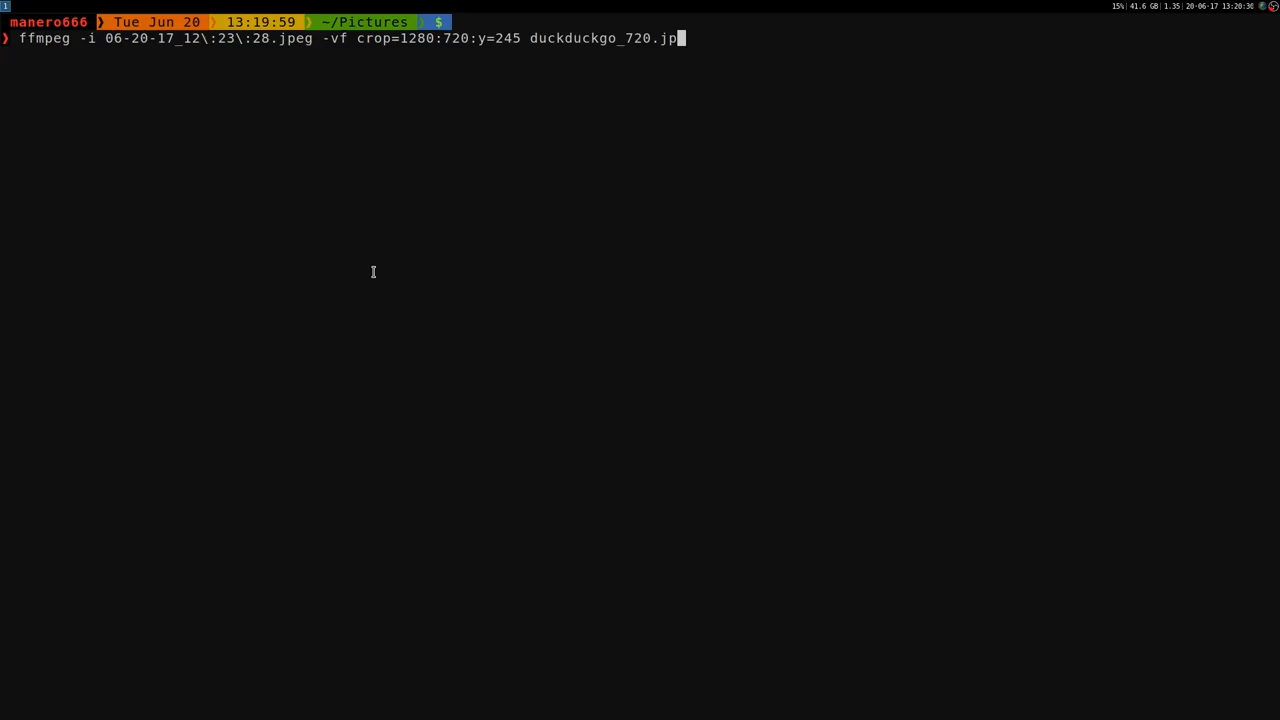 1
15%| 41.6 GB| 1.35| 20-06-17 13:20:30
manero666 ❯ Tue Jun 20 ❯ 13:19:59 ❯ ~/Pictures ❯ $
❯ ffmpeg -i 06-20-17_12\:23\:28.jpeg -vf crop=1280:720:y=245 duckduckgo_720.jp